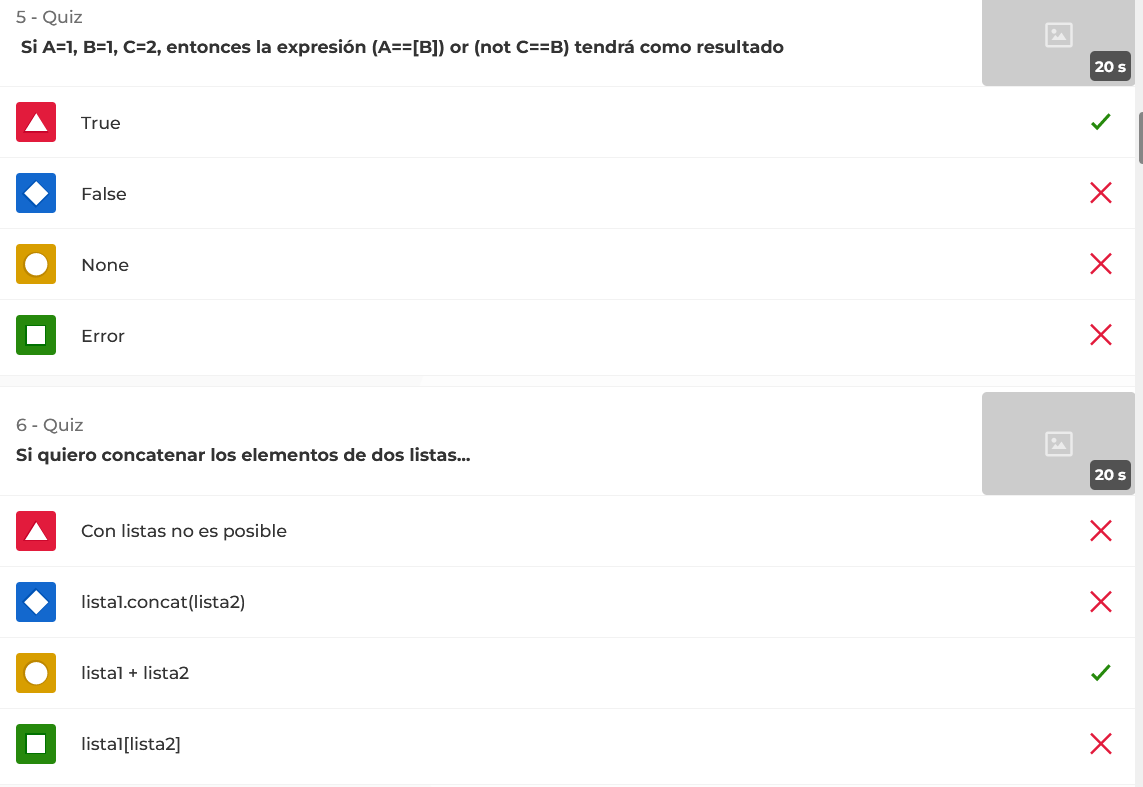 5 - Quiz
Si A=1, B=1, C=2, entonces la expresión (A==[B]) or (not C==B) tendrá como resultado
20 s
True
False
None
Error
6 - Quiz
Si quiero concatenar los elementos de dos listas...
20 s
Con listas no es posible
lista1.concat(lista2)
lista1 + lista2
lista1[lista2]